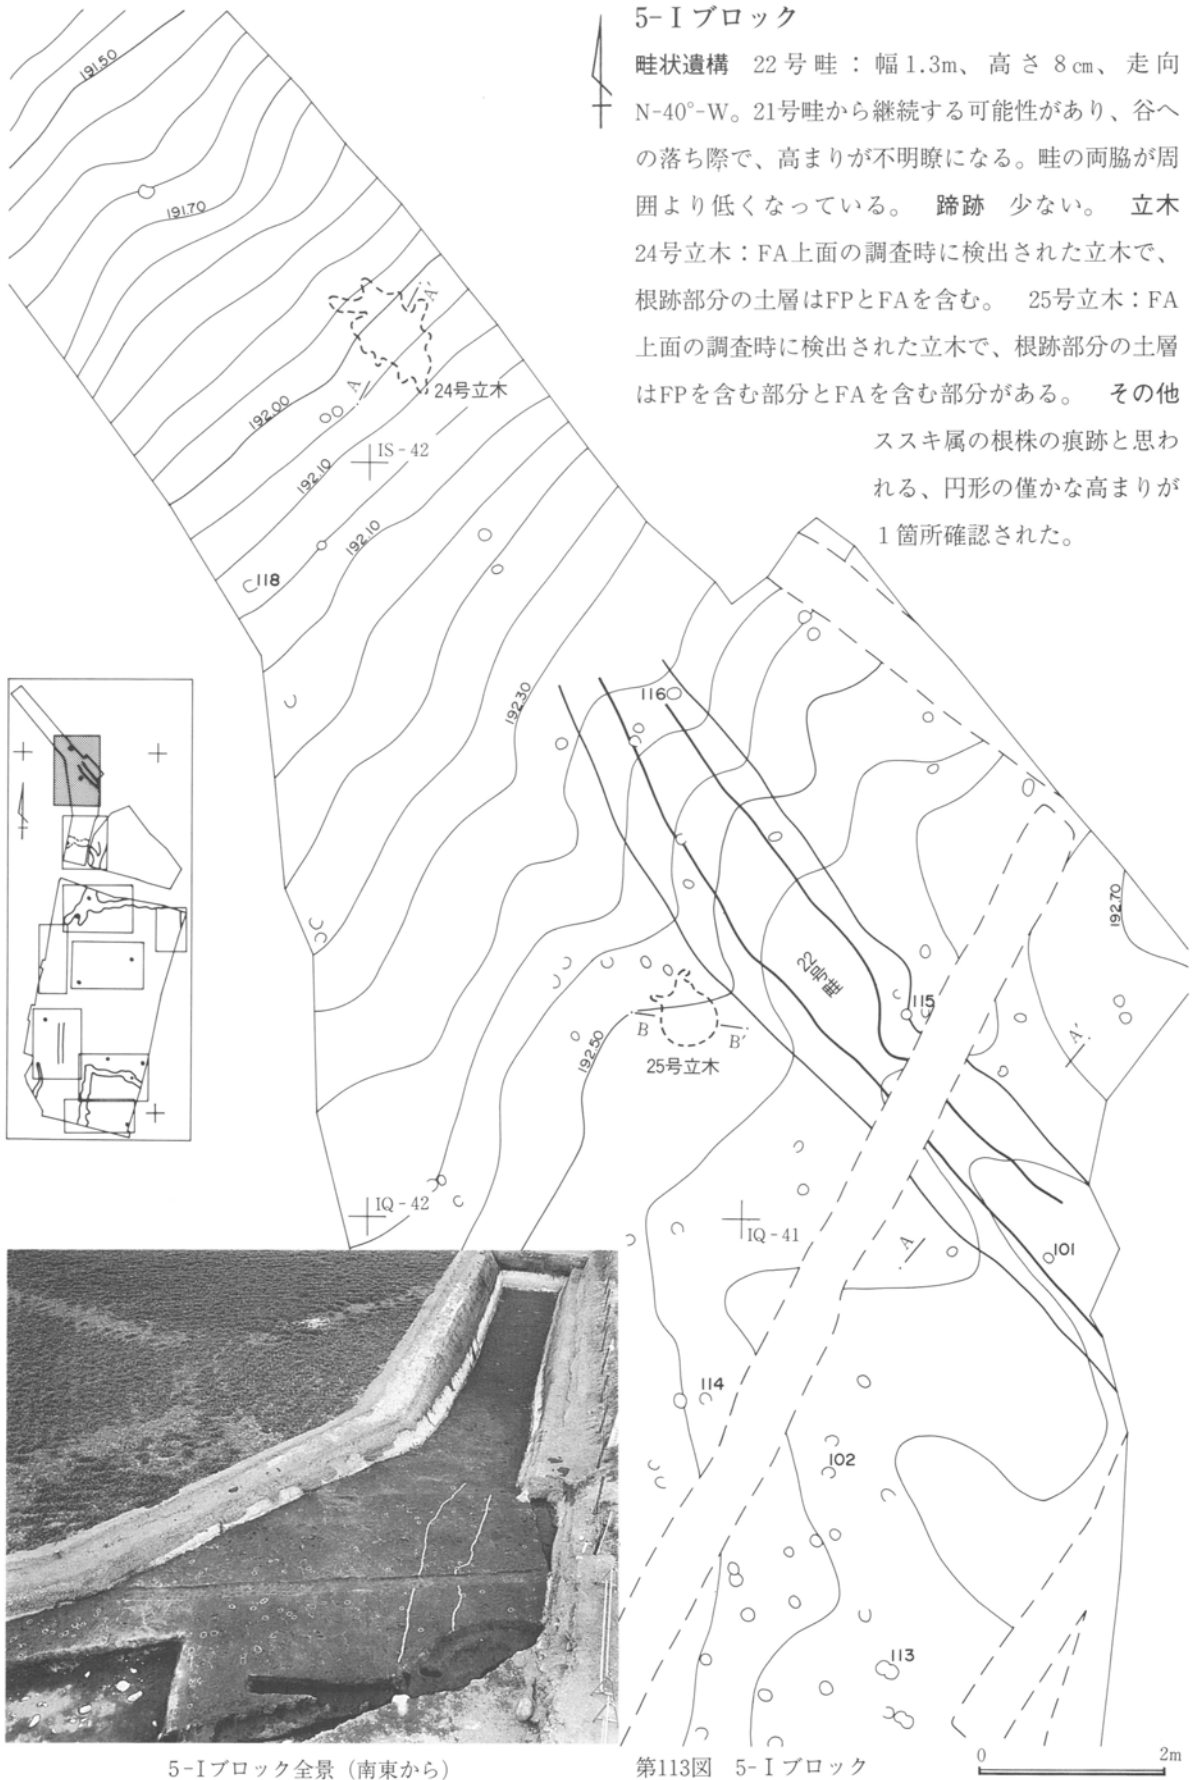 5-Ⅰブロック
畦状遺構　22号畦：幅1.3m、高さ8㎝、走向
N-40°-W。21号畦から継続する可能性があり、谷へ
の落ち際で、高まりが不明瞭になる。畦の両脇が周
囲より低くなっている。　蹄跡　少ない。　立木
24号立木：FA上面の調査時に検出された立木で、
根跡部分の土層はFPとFAを含む。　25号立木：FA
上面の調査時に検出された立木で、根跡部分の土層
はFPを含む部分とFAを含む部分がある。　その他
ススキ属の根株の痕跡と思わ
れる、円形の僅かな高まりが
1箇所確認された。
191.50
191.70
A'
A
24号立木
192.00
IS-42
192.10
192.10
118
192.30
116
192.70
22号畦
115
B
B'
A'
192.50
25号立木
IQ-42
IQ-41
A
101
114
102
113
5-Ⅰブロック全景（南東から）
第113図　5-Ⅰブロック
0
2m